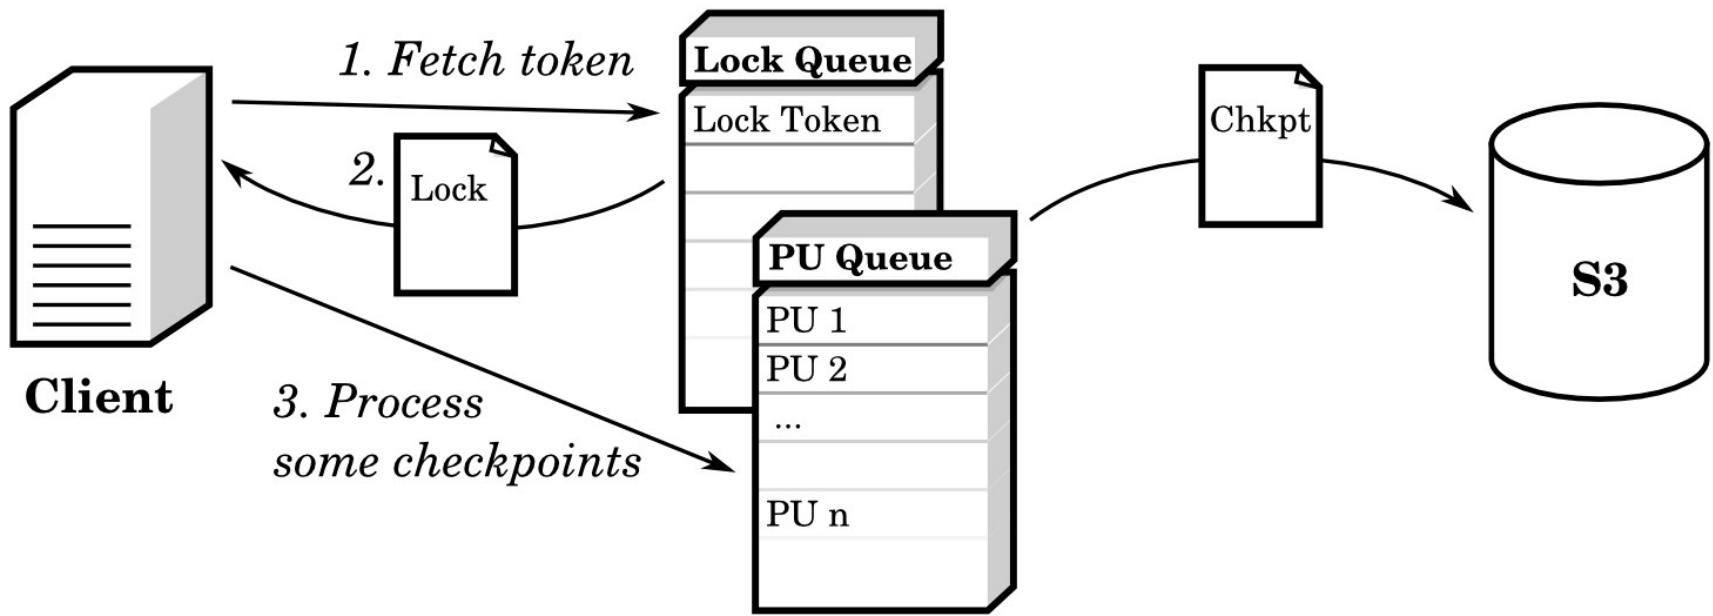 1. Fetch token
Lock Queue
Lock Token
2.
Lock
Chkpt
S3
PU Queue
PU 1
PU 2
...
PU n
Client
3. Process
some checkpoints